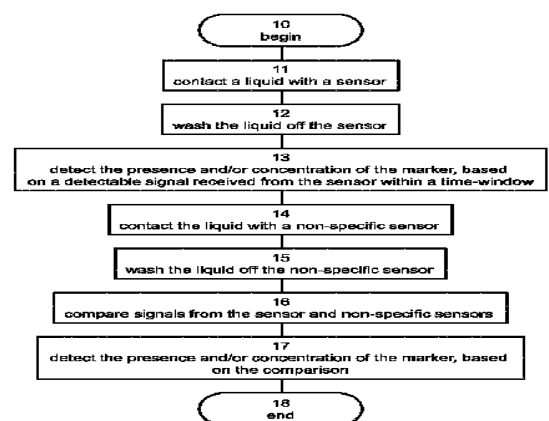 10
begin
11
contact a liquid with a sensor
12
wash the liquid off the sensor
13
detect the presence and/or concentration of the marker, based
on a detectable signal received from the sensor within a time-window
14
contact the liquid with a non-specific sensor
15
wash the liquid off the non-specific sensor
16
compare signals from the sensor and non-specific sensors
17
detect the presence and/or concentration of the marker, based
on the comparison
18
end